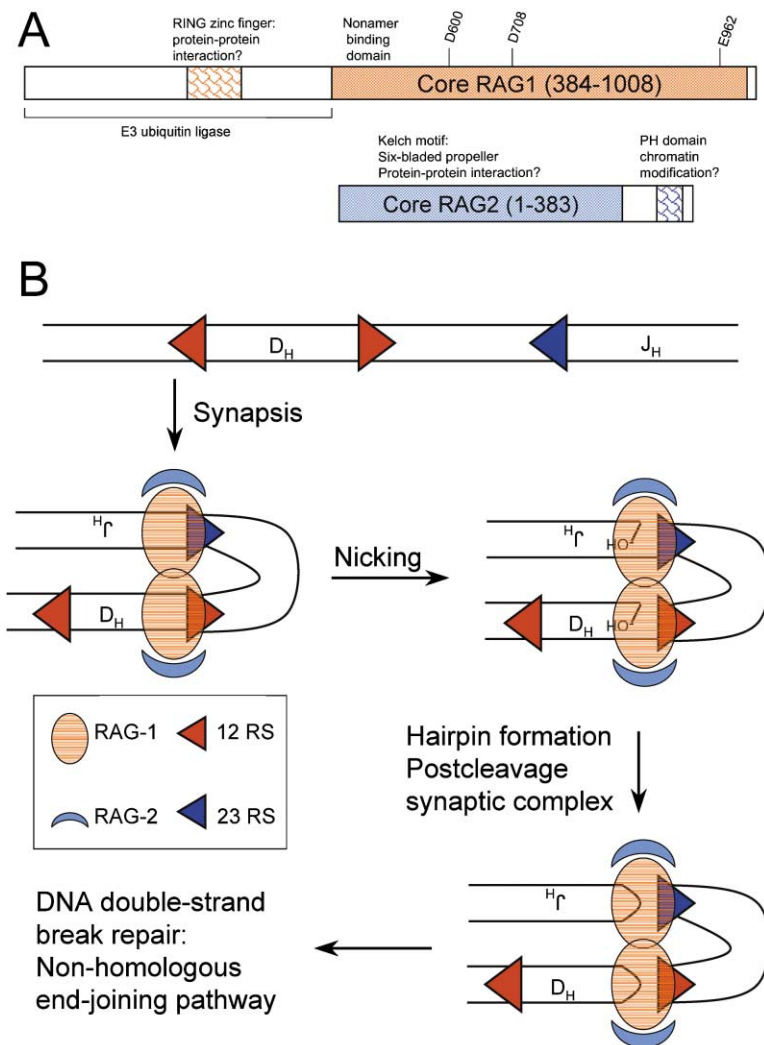 A
RING zinc finger:
protein-protein
interaction?
Nonamer
binding
domain
D600
D708
E962
Core RAG1 (384-1008)
E3 ubiquitin ligase
Kelch motif:
Six-bladed propeller
Protein-protein interaction?
PH domain
chromatin
modification?
Core RAG2 (1-383)
B
DH
JH
Synapsis
JH
DH
Nicking
JH
HO
DH
HO
RAG-1
12 RS
RAG-2
23 RS
Hairpin formation
Postcleavage
synaptic complex
JH
DH
DNA double-strand
break repair:
Non-homologous
end-joining pathway